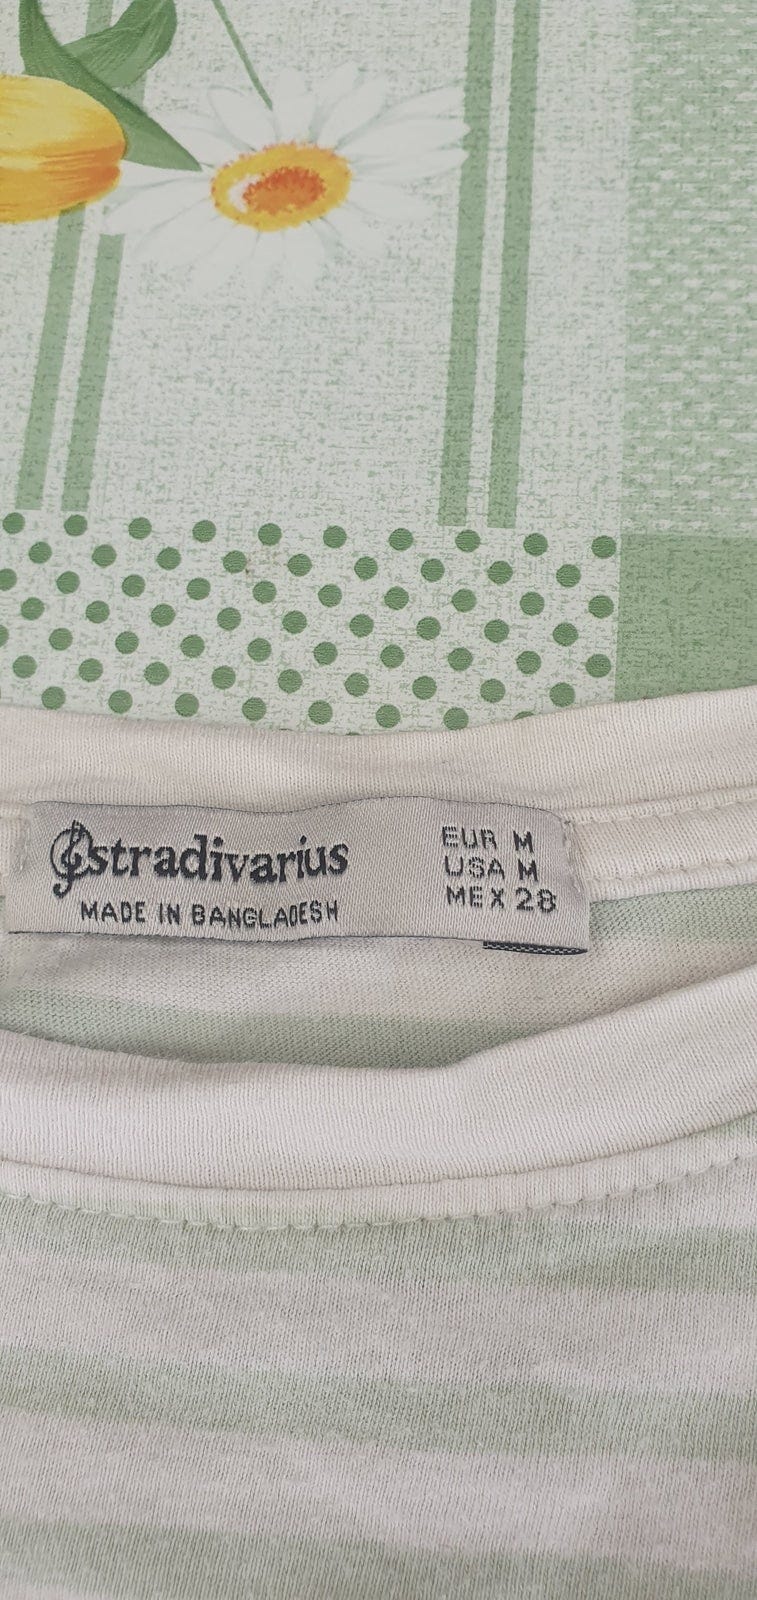 stradivarius
MADE IN BANGLADESH
EUR M
USA M
MEX 28